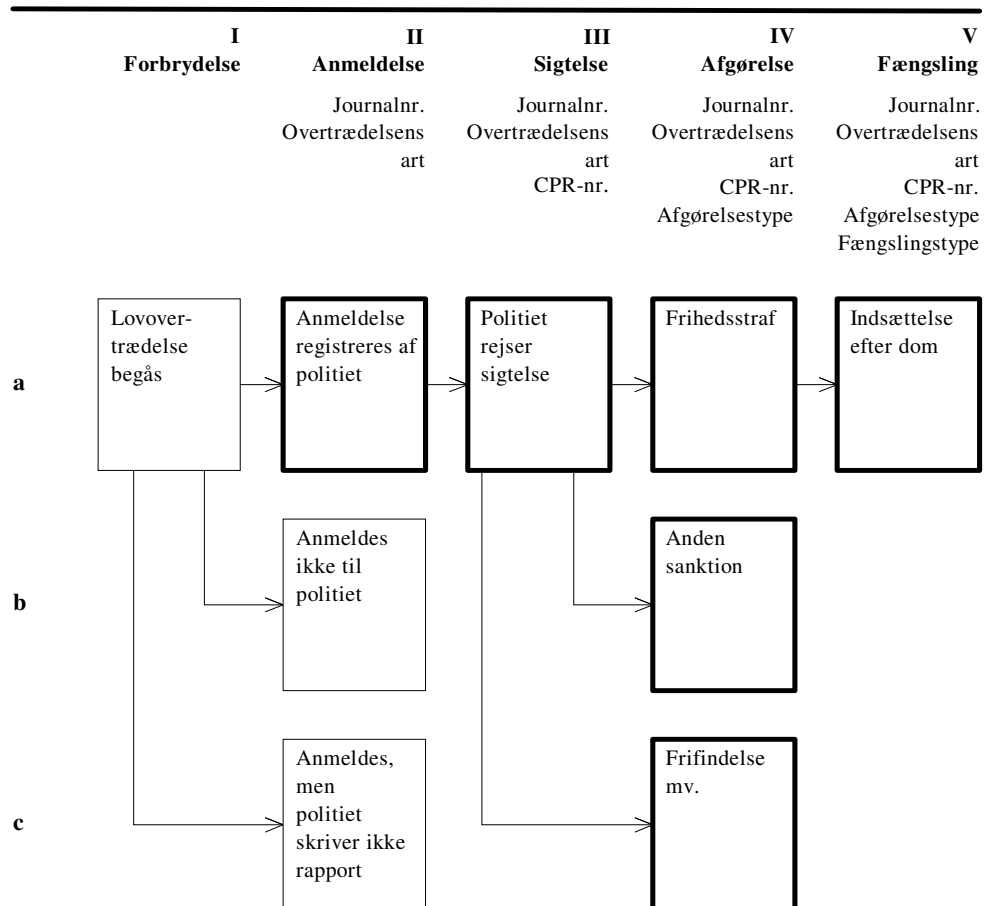 I II III IV V
Forbrydelse Anmeldelse Sigtelse Afgørelse Fængsling
Journalnr. Journalnr. Journalnr. Journalnr.
Overtrædelsens Overtrædelsens Overtrædelsens Overtrædelsens
art art art art
CPR-nr. CPR-nr. CPR-nr.
Afgørelsestype Afgørelsestype
Fængslingstype
a
Lovover-
trædelse
begås
Anmeldelse
registreres af
politiet
Politiet
rejser
sigtelse
Frihedsstraf
Indsættelse
efter dom
b
Anmeldes
ikke til
politiet
Anden
sanktion
c
Anmeldes,
men
politiet
skriver ikke
rapport
Frifindelse
mv.